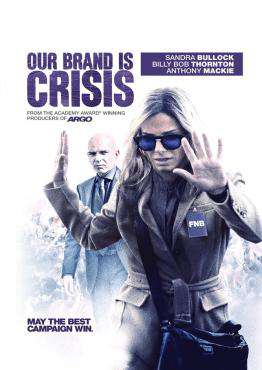 OUR BRAND IS
CRISIS
SANDRA BULLOCK
BILLY BOB THORNTON
ANTHONY MACKIE
FROM THE ACADEMY AWARD® WINNING
PRODUCERS OF ARGO
FNB
MAY THE BEST
CAMPAIGN WIN.